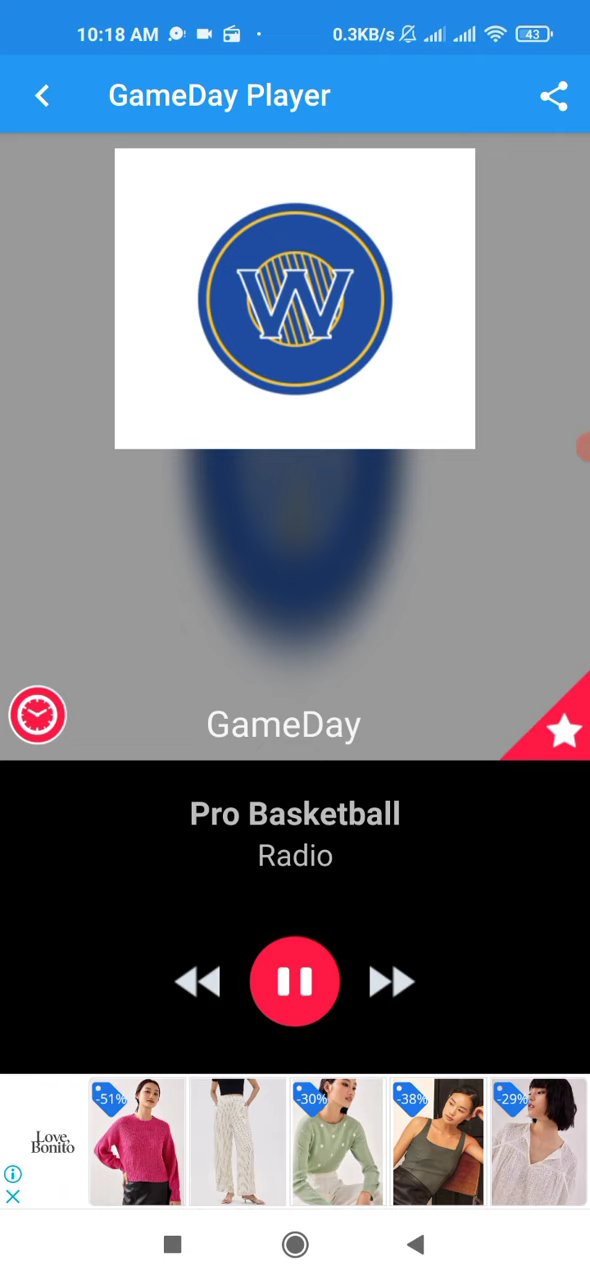 10:18 AM 0.3KB/s 43
GameDay Player
W
GameDay
Pro Basketball
Radio
-51%
-30%
-38%
-29%
Love,
Bonito